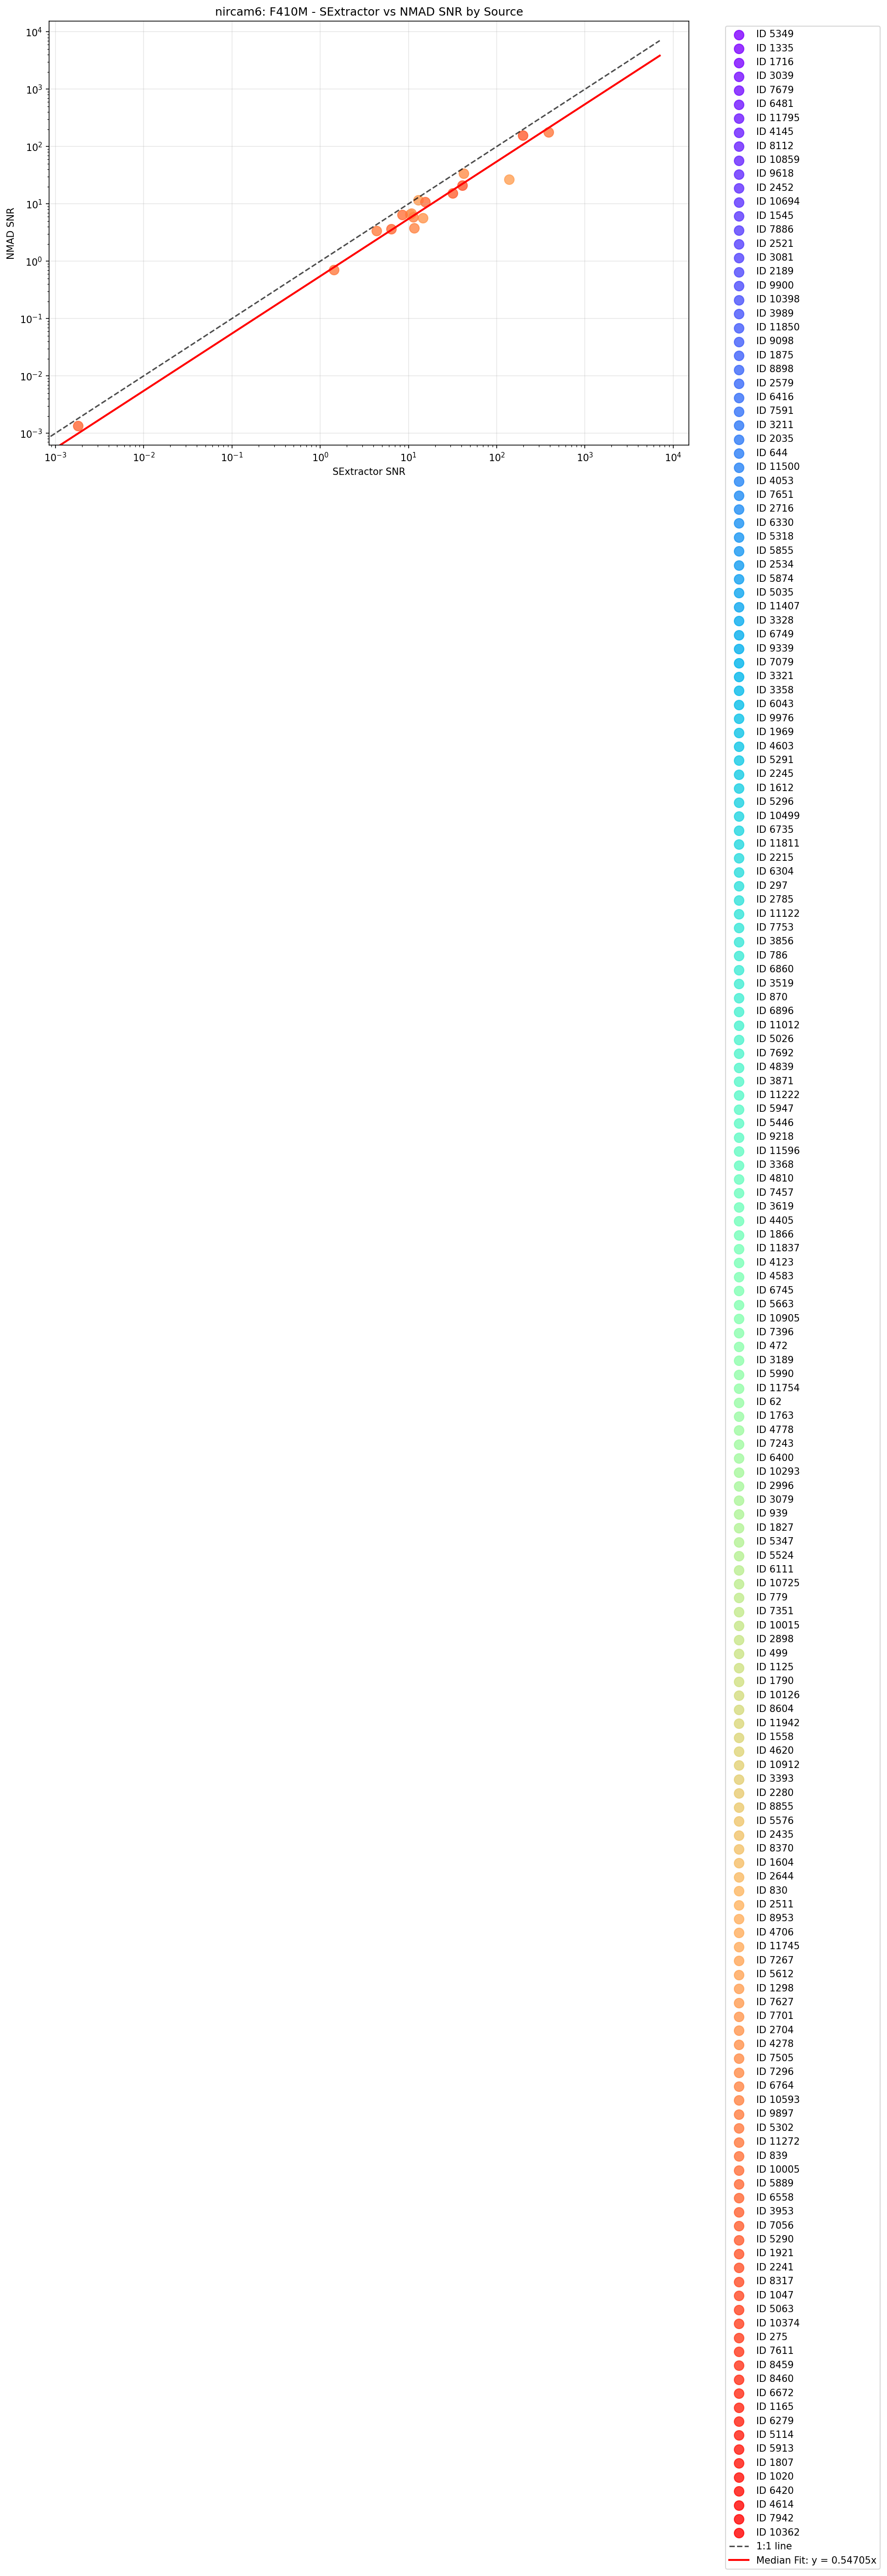 nircam6: F410M - SExtractor vs NMAD SNR by Source
NMAD SNR
10⁴
10³
10²
10¹
10⁰
10⁻¹
10⁻²
10⁻³
10⁻³ 10⁻² 10⁻¹ 10⁰ 10¹ 10² 10³ 10⁴
SExtractor SNR
ID 5349
ID 1335
ID 1716
ID 3039
ID 7679
ID 6481
ID 11795
ID 4145
ID 8112
ID 10859
ID 9618
ID 2452
ID 10694
ID 1545
ID 7886
ID 2521
ID 3081
ID 2189
ID 9900
ID 10398
ID 3989
ID 11850
ID 9098
ID 1875
ID 8898
ID 2579
ID 6416
ID 7591
ID 3211
ID 2035
ID 644
ID 11500
ID 4053
ID 7651
ID 2716
ID 6330
ID 5318
ID 5855
ID 2534
ID 5874
ID 5035
ID 11407
ID 3328
ID 6749
ID 9339
ID 7079
ID 3321
ID 3358
ID 6043
ID 9976
ID 1969
ID 4603
ID 5291
ID 2245
ID 1612
ID 5296
ID 10499
ID 6735
ID 11811
ID 2215
ID 6304
ID 297
ID 2785
ID 11122
ID 7753
ID 3856
ID 786
ID 6860
ID 3519
ID 870
ID 6896
ID 11012
ID 5026
ID 7692
ID 4839
ID 3871
ID 11222
ID 5947
ID 5446
ID 9218
ID 11596
ID 3368
ID 4810
ID 7457
ID 3619
ID 4405
ID 1866
ID 11837
ID 4123
ID 4583
ID 6745
ID 5663
ID 10905
ID 7396
ID 472
ID 3189
ID 5990
ID 11754
ID 62
ID 1763
ID 4778
ID 7243
ID 6400
ID 10293
ID 2996
ID 3079
ID 939
ID 1827
ID 5347
ID 5524
ID 6111
ID 10725
ID 779
ID 7351
ID 10015
ID 2898
ID 499
ID 1125
ID 1790
ID 10126
ID 8604
ID 11942
ID 1558
ID 4620
ID 10912
ID 3393
ID 2280
ID 8855
ID 5576
ID 2435
ID 8370
ID 1604
ID 2644
ID 830
ID 2511
ID 8953
ID 4706
ID 11745
ID 7267
ID 5612
ID 1298
ID 7627
ID 7701
ID 2704
ID 4278
ID 7505
ID 7296
ID 6764
ID 10593
ID 9897
ID 5302
ID 11272
ID 839
ID 10005
ID 5889
ID 6558
ID 3953
ID 7056
ID 5290
ID 1921
ID 2241
ID 8317
ID 1047
ID 5063
ID 10374
ID 275
ID 7611
ID 8459
ID 8460
ID 6672
ID 1165
ID 6279
ID 5114
ID 5913
ID 1807
ID 1020
ID 6420
ID 4614
ID 7942
ID 10362
1:1 line
Median Fit: y = 0.54705x